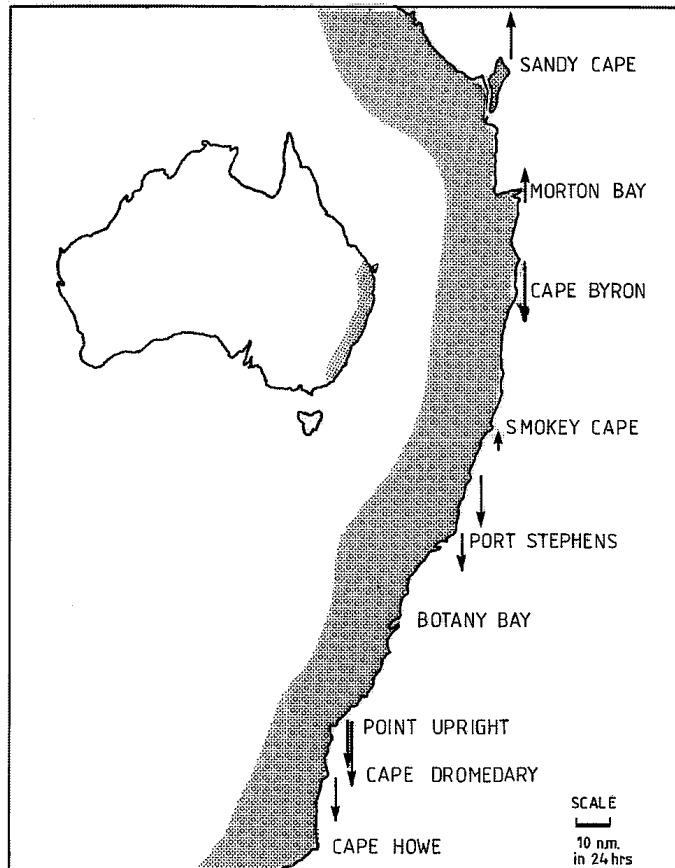 SANDY CAPE
MORTON BAY
CAPE BYRON
SMOKEY CAPE
PORT STEPHENS
BOTANY BAY
POINT UPRIGHT
CAPE DROMEDARY
CAPE HOWE
SCALE
10 n.m.
in 24 hrs